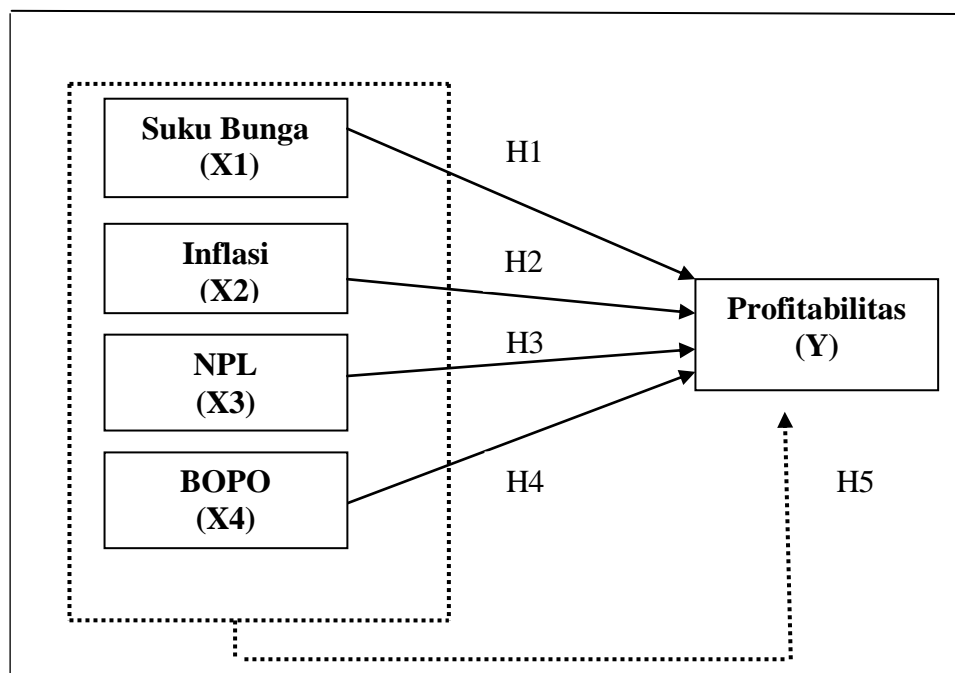 Suku Bunga
(X1)
H1
Inflasi
(X2)
H2
Profitabilitas
(Y)
NPL
(X3)
H3
BOPO
(X4)
H4
H5